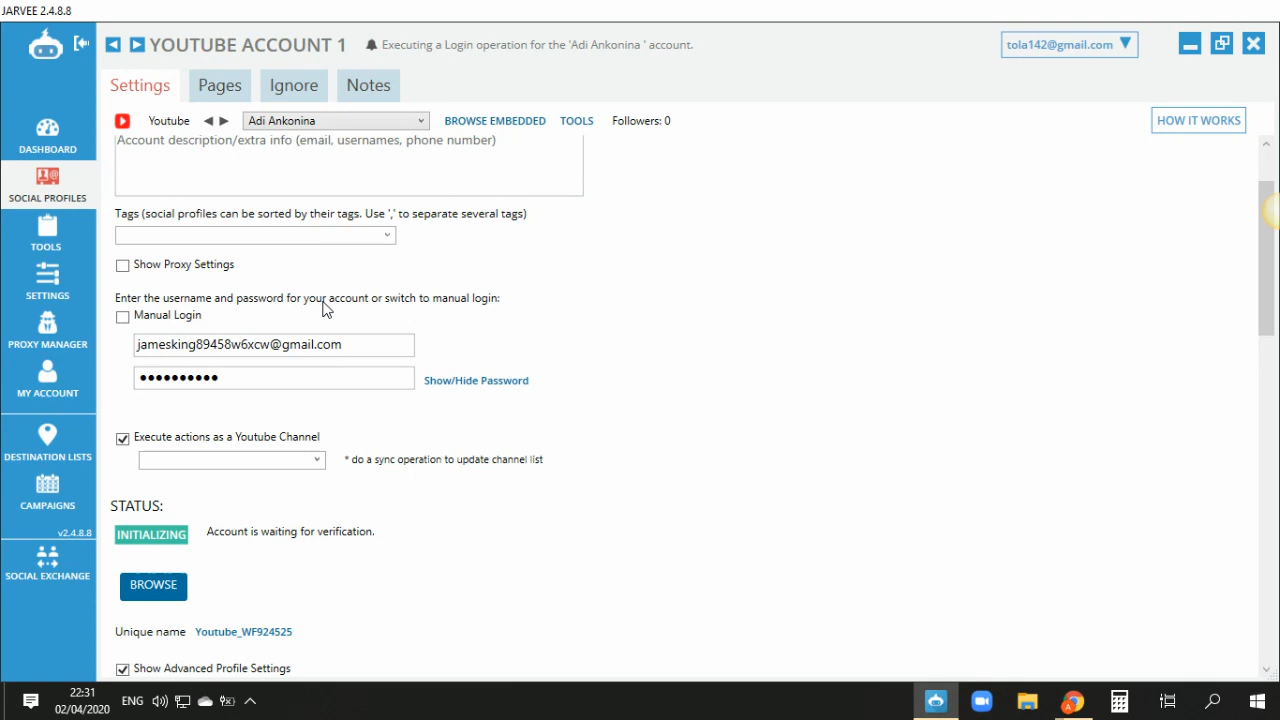 JARVEE 2.4.8.8
YOUTUBE ACCOUNT 1
Executing a Login operation for the 'Adi Ankonina ' account.
tola142@gmail.com
Settings
Pages
Ignore
Notes
Youtube
Adi Ankonina
BROWSE EMBEDDED
TOOLS
Followers: 0
HOW IT WORKS
DASHBOARD
SOCIAL PROFILES
TOOLS
SETTINGS
PROXY MANAGER
MY ACCOUNT
DESTINATION LISTS
CAMPAIGNS
v2.4.8.8
SOCIAL EXCHANGE
Account description/extra info (email, usernames, phone number)
Tags (social profiles can be sorted by their tags. Use ',' to separate several tags)
Show Proxy Settings
Enter the username and password for your account or switch to manual login:
Manual Login
jamesking89458w6xcw@gmail.com
●●●●●●●●●●
Show/Hide Password
Execute actions as a Youtube Channel
* do a sync operation to update channel list
STATUS:
INITIALIZING
Account is waiting for verification.
BROWSE
Unique name
Youtube_WF924525
Show Advanced Profile Settings
22:31
02/04/2020
ENG